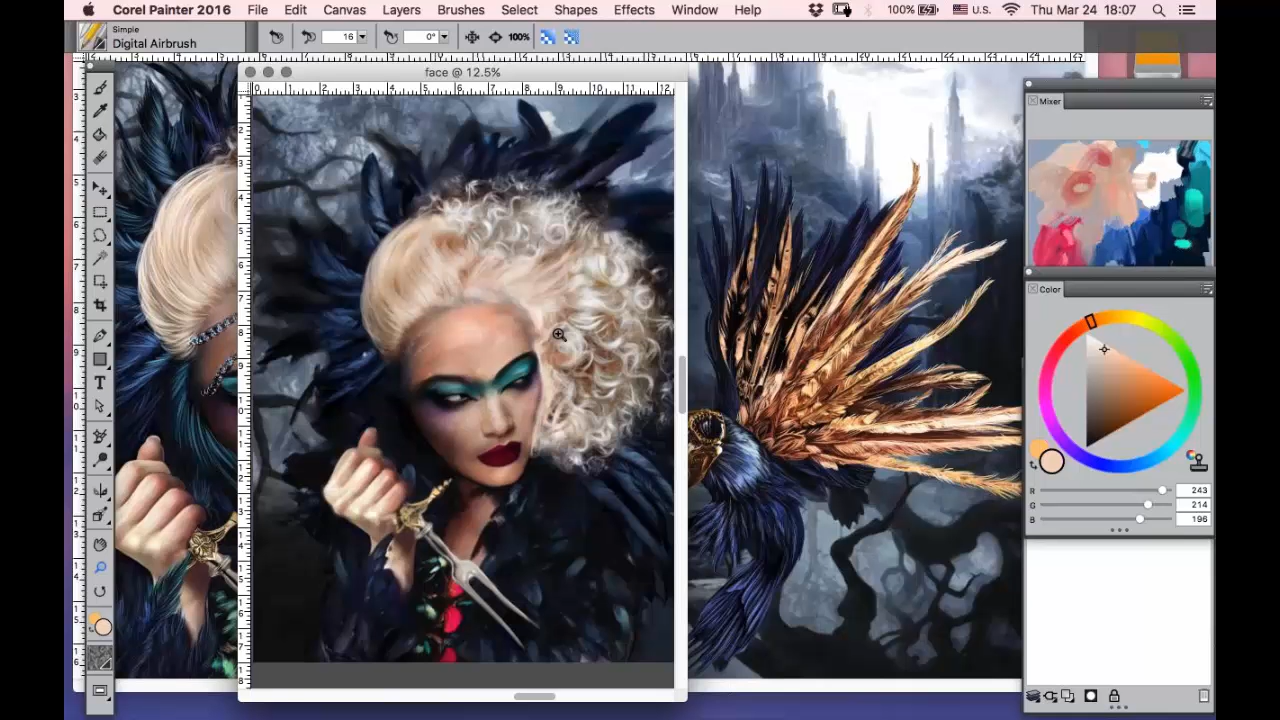 Corel Painter 2016 File Edit Canvas Layers Brushes Select Shapes Effects Window Help 100% U.S. Thu Mar 24 18:07
Simple
Digital Airbrush
16
0°
100%
face @ 12.5%
Mixer
Color
T
R 243
G 214
B 196